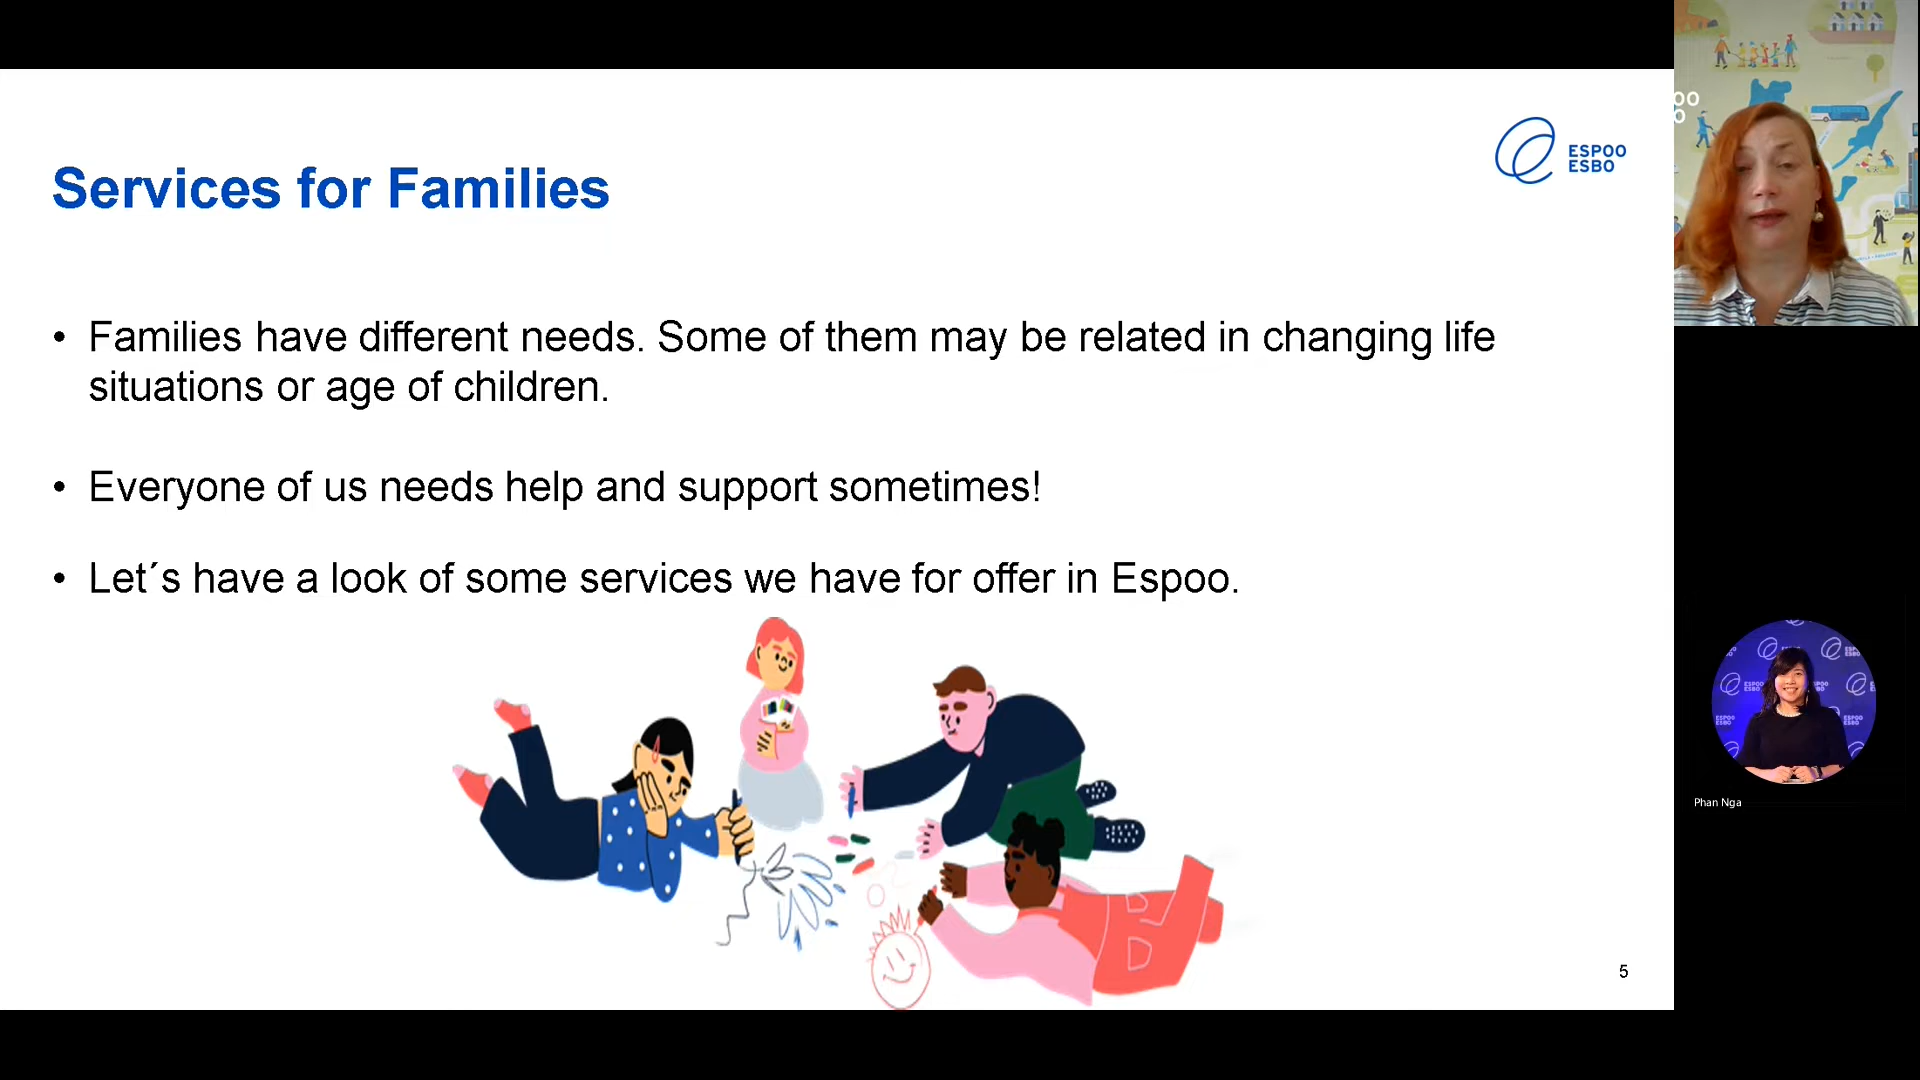 Services for Families
ESPOO
ESBO
• Families have different needs. Some of them may be related in changing life
situations or age of children.
• Everyone of us needs help and support sometimes!
• Let´s have a look of some services we have for offer in Espoo.
5
OO
O
Phan Nga